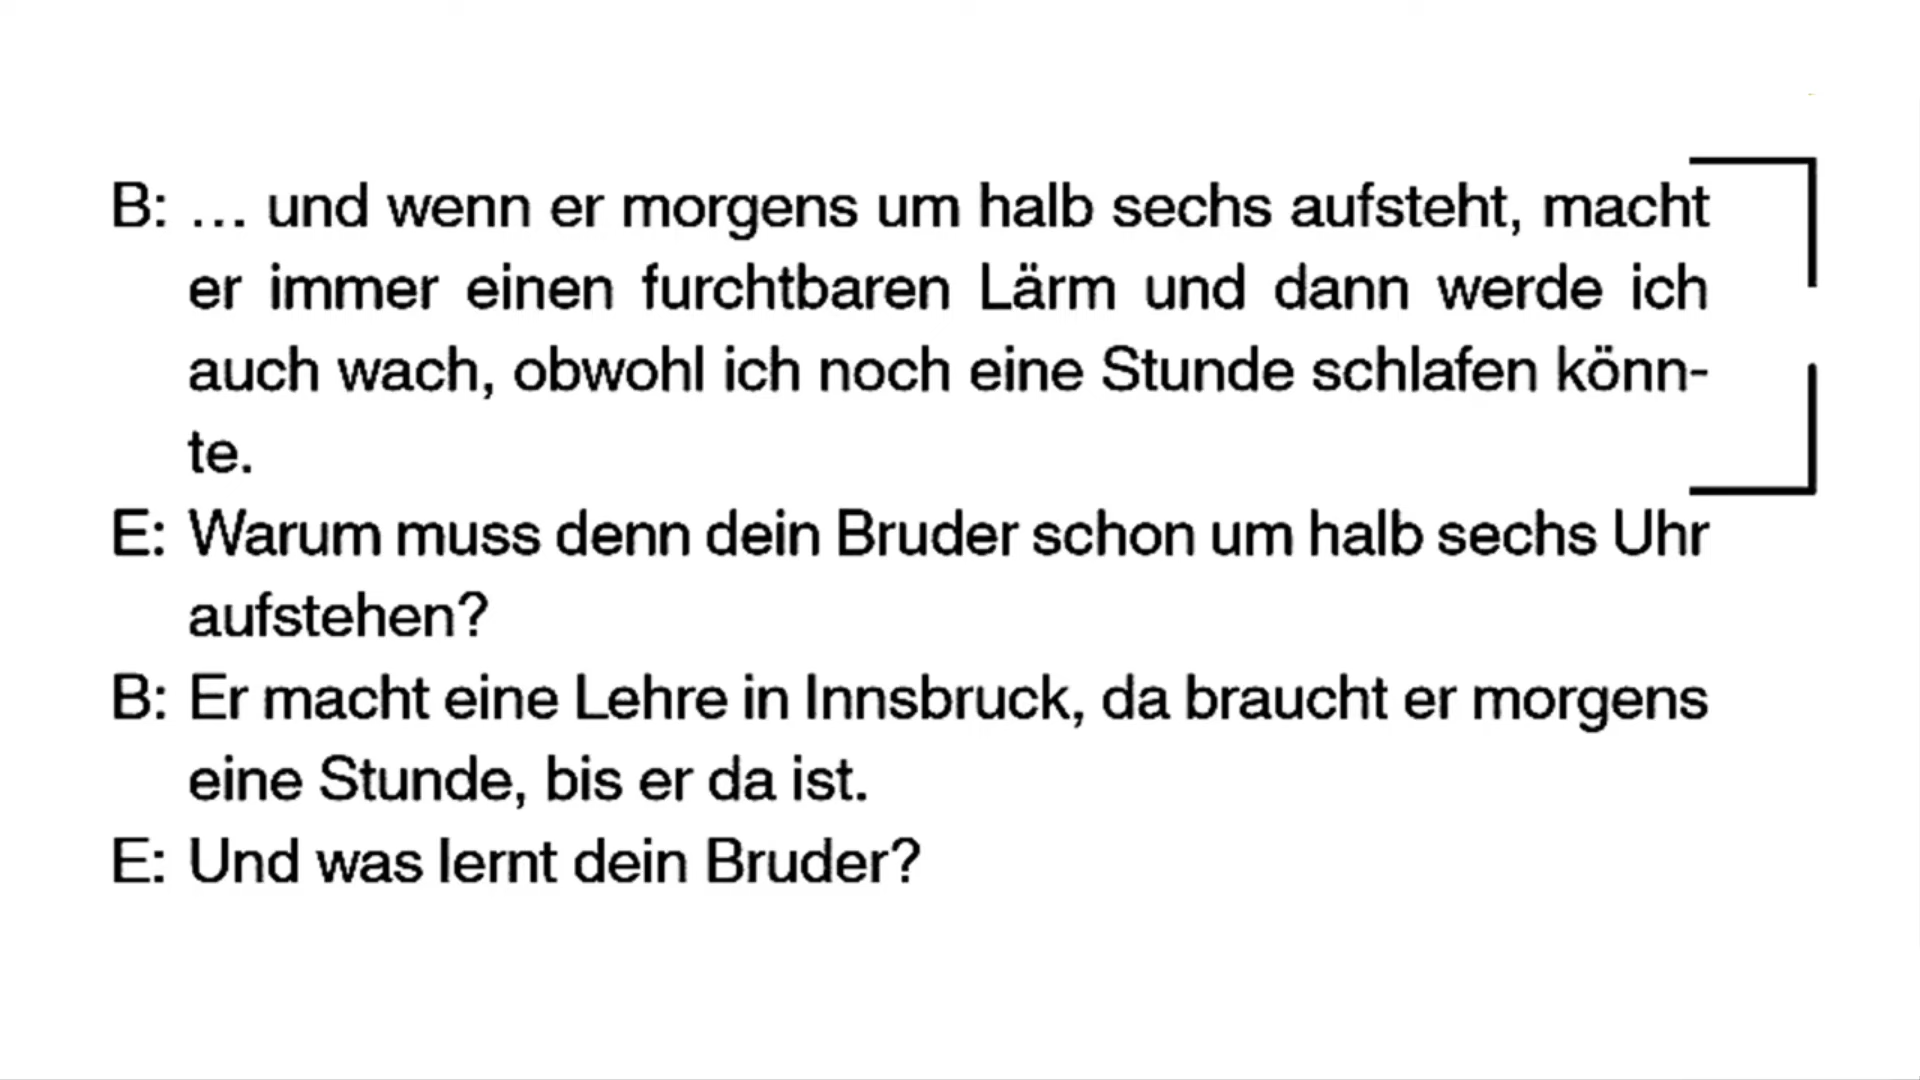 B: … und wenn er morgens um halb sechs aufsteht, macht
er immer einen furchtbaren Lärm und dann werde ich
auch wach, obwohl ich noch eine Stunde schlafen könn-
te.
E: Warum muss denn dein Bruder schon um halb sechs Uhr
aufstehen?
B: Er macht eine Lehre in Innsbruck, da braucht er morgens
eine Stunde, bis er da ist.
E: Und was lernt dein Bruder?